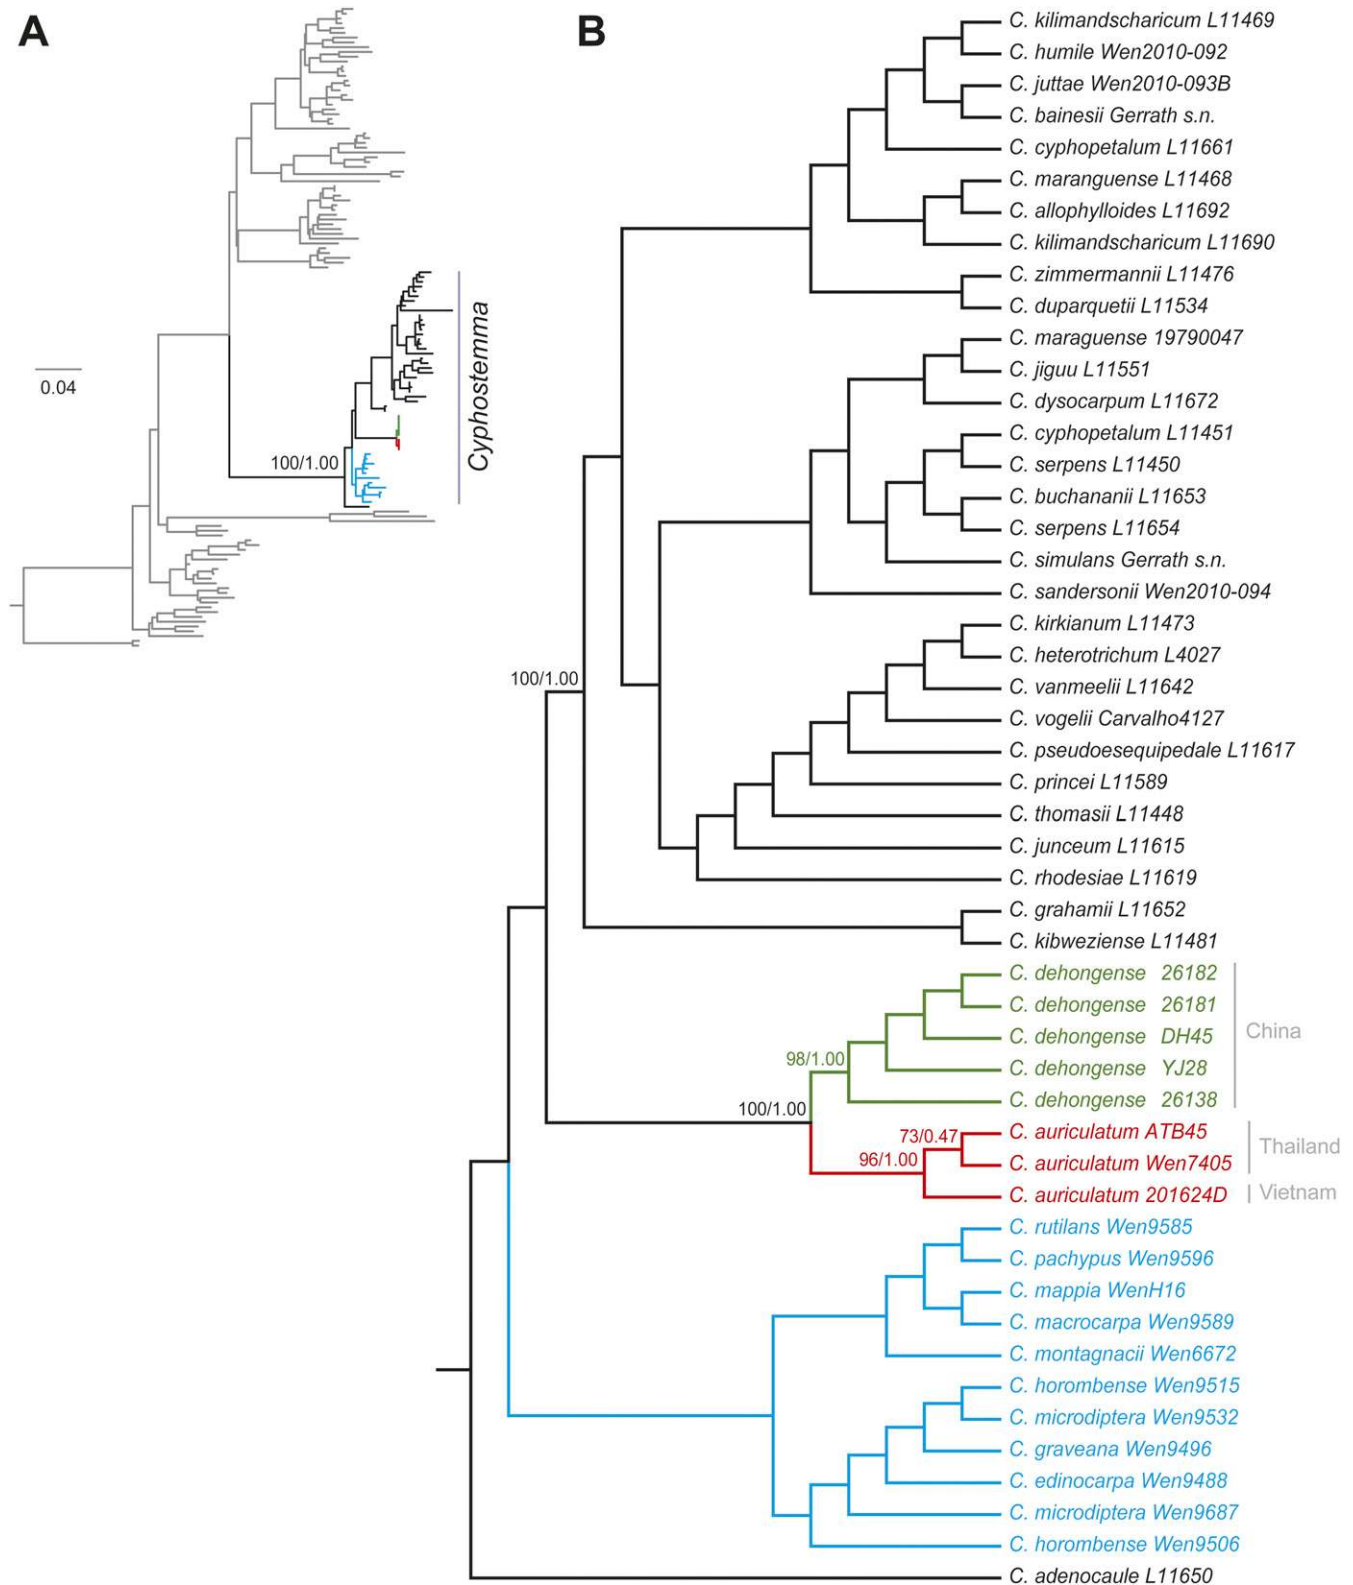 A
B
0.04
100/1.00
Cyphostemma
C. kilimandscharicum L11469
C. humile Wen2010-092
C. juttae Wen2010-093B
C. bainesii Gerrath s.n.
C. cyphopetalum L11661
C. maranguense L11468
C. allophylloides L11692
C. kilimandscharicum L11690
C. zimmermannii L11476
C. duparquetii L11534
C. maraguense 19790047
C. jiguu L11551
C. dysocarpum L11672
C. cyphopetalum L11451
C. serpens L11450
C. buchananii L11653
C. serpens L11654
C. simulans Gerrath s.n.
C. sandersonii Wen2010-094
C. kirkianum L11473
C. heterotrichum L4027
100/1.00
C. vanmeelii L11642
C. vogelii Carvalho4127
C. pseudoesequipedale L11617
C. princei L11589
C. thomasii L11448
C. junceum L11615
C. rhodesiae L11619
C. grahamii L11652
C. kibweziense L11481
C. dehongense 26182
C. dehongense 26181
C. dehongense DH45
China
98/1.00
C. dehongense YJ28
C. dehongense 26138
100/1.00
73/0.47
C. auriculatum ATB45
Thailand
96/1.00
C. auriculatum Wen7405
C. auriculatum 201624D
Vietnam
C. rutilans Wen9585
C. pachypus Wen9596
C. mappia WenH16
C. macrocarpa Wen9589
C. montagnacii Wen6672
C. horombense Wen9515
C. microdiptera Wen9532
C. graveana Wen9496
C. edinocarpa Wen9488
C. microdiptera Wen9687
C. horombense Wen9506
C. adenocaule L11650